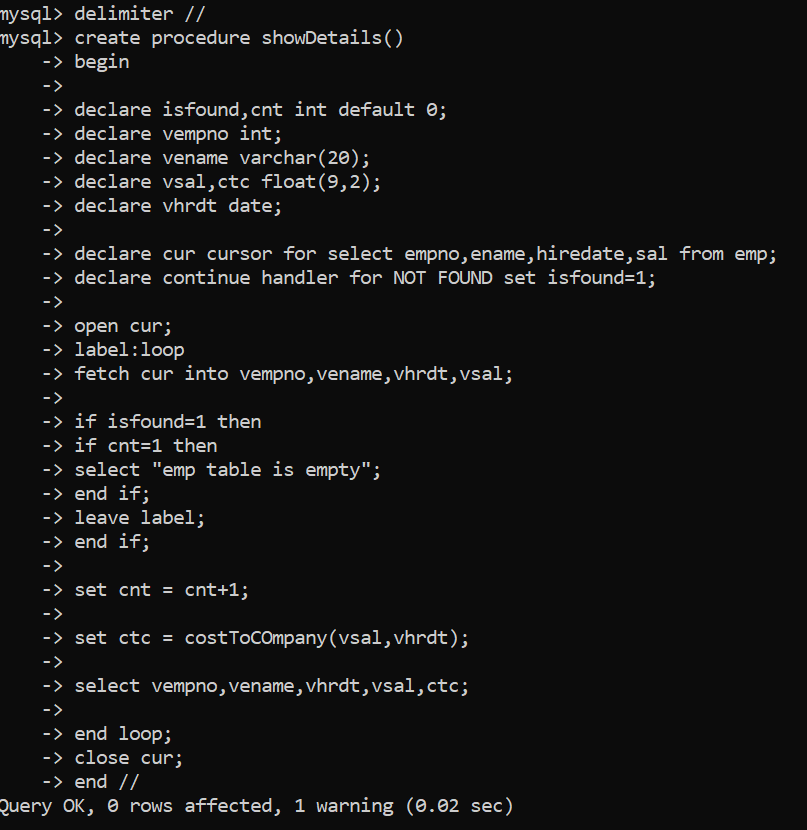 mysql> delimiter //
mysql> create procedure showDetails()
    -> begin
    ->
    -> declare isfound,cnt int default 0;
    -> declare vempno int;
    -> declare vename varchar(20);
    -> declare vsal,ctc float(9,2);
    -> declare vhrdt date;
    ->
    -> declare cur cursor for select empno,ename,hiredate,sal from emp;
    -> declare continue handler for NOT FOUND set isfound=1;
    ->
    -> open cur;
    -> label:loop
    -> fetch cur into vempno,vename,vhrdt,vsal;
    ->
    -> if isfound=1 then
    -> if cnt=1 then
    -> select "emp table is empty";
    -> end if;
    -> leave label;
    -> end if;
    ->
    -> set cnt = cnt+1;
    ->
    -> set ctc = costToCOmpany(vsal,vhrdt);
    ->
    -> select vempno,vename,vhrdt,vsal,ctc;
    ->
    -> end loop;
    -> close cur;
    -> end //
Query OK, 0 rows affected, 1 warning (0.02 sec)